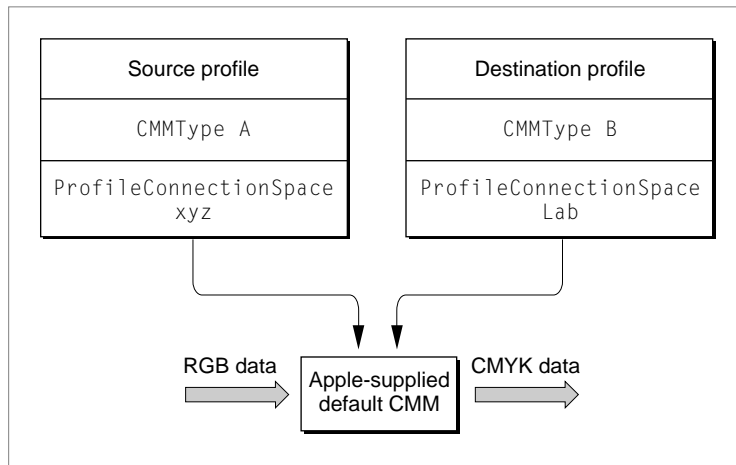 Source profile
CMMType A
ProfileConnectionSpace
xyz
Destination profile
CMMType B
ProfileConnectionSpace
Lab
RGB data
Apple-supplied
default CMM
CMYK data